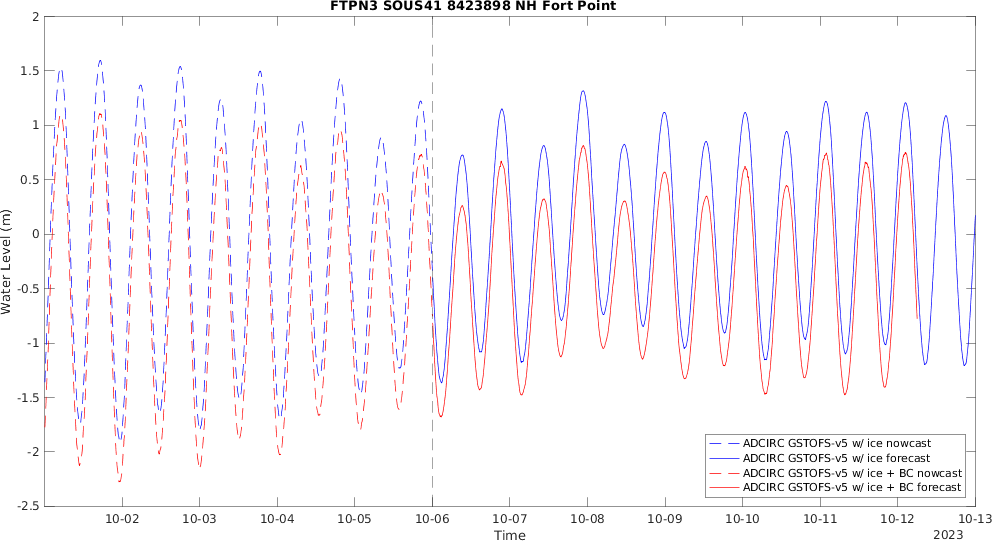 FTPN3 SOUS41 8423898 NH Fort Point
2
1.5
1
0.5
0
-0.5
-1
-1.5
-2
-2.5
Water Level (m)
10-02 10-03 10-04 10-05 10-06 10-07 10-08 10-09 10-10 10-11 10-12 10-13
Time
2023
ADCIRC GSTOFS-v5 w/ ice nowcast
ADCIRC GSTOFS-v5 w/ ice forecast
ADCIRC GSTOFS-v5 w/ ice + BC nowcast
ADCIRC GSTOFS-v5 w/ ice + BC forecast